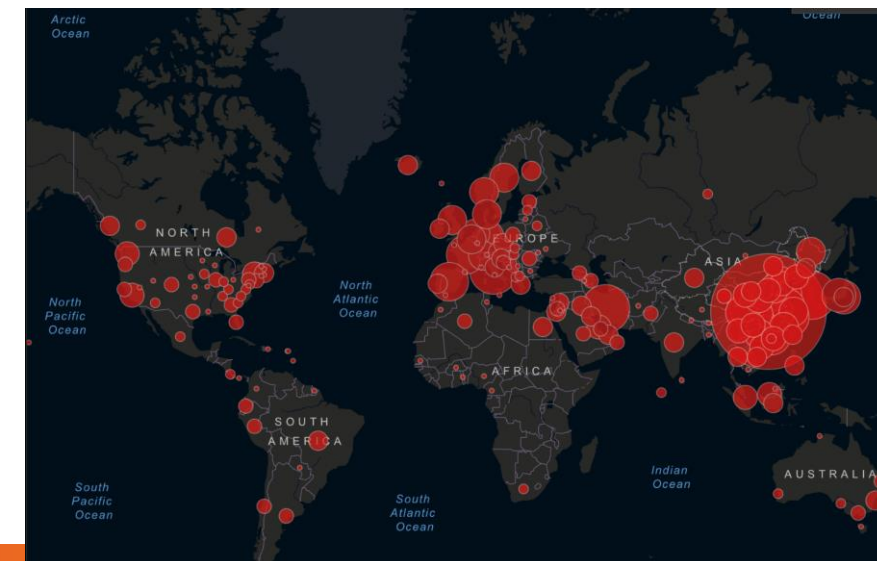 Arctic
Ocean
Ocean
NORTH
AMERICA
EUROPE
ASIA
North
Pacific
Ocean
North
Atlantic
Ocean
AFRICA
SOUTH
AMERICA
Indian
Ocean
AUSTRALIA
South
Pacific
Ocean
South
Atlantic
Ocean